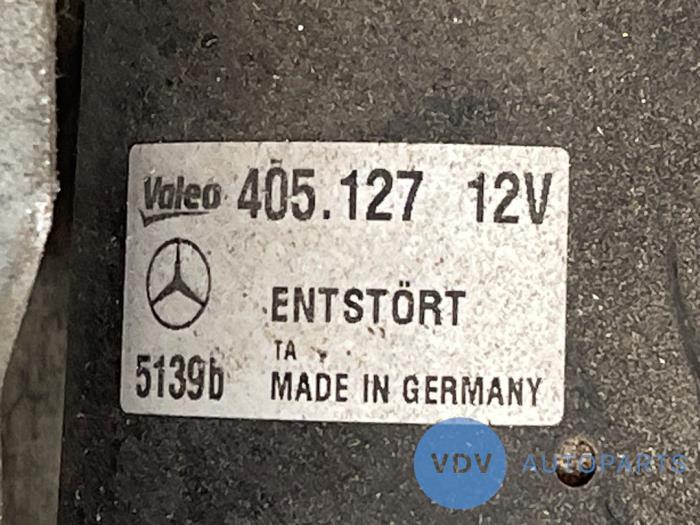 Valeo 405.127 12V
ENTSTÖRT
TA
5139b MADE IN GERMANY
VDV AUTOPARTS